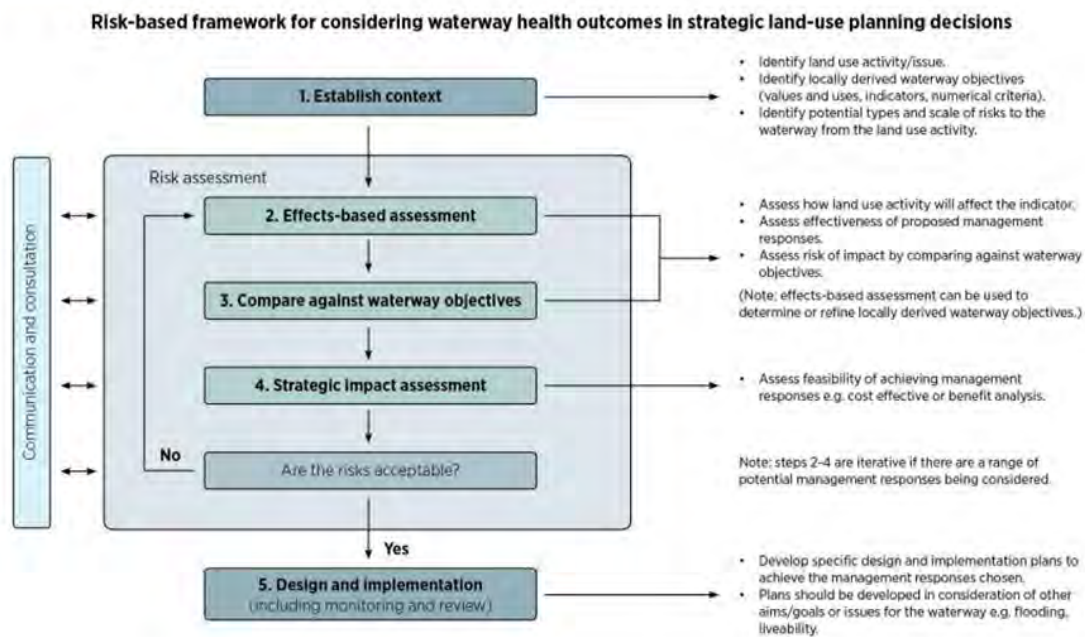 Risk-based framework for considering waterway health outcomes in strategic land-use planning decisions
1. Establish context
• Identify land use activity/issue.
• Identify locally derived waterway objectives
(values and uses, indicators, numerical criteria).
• Identify potential types and scale of risks to the
waterway from the land use activity.
Communication and consultation
Risk assessment
2. Effects-based assessment
3. Compare against waterway objectives
• Assess how land use activity will affect the indicator.
• Assess effectiveness of proposed management
responses.
• Assess risk of impact by comparing against waterway
objectives.
(Note: effects-based assessment can be used to
determine or refine locally derived waterway objectives.)
4. Strategic impact assessment
• Assess feasibility of achieving management
responses e.g. cost effective or benefit analysis.
No
Are the risks acceptable?
Note: steps 2-4 are iterative if there are a range of
potential management responses being considered.
Yes
5. Design and implementation
(including monitoring and review)
• Develop specific design and implementation plans to
achieve the management responses chosen.
• Plans should be developed in consideration of other
aims/goals or issues for the waterway e.g. flooding,
liveability.